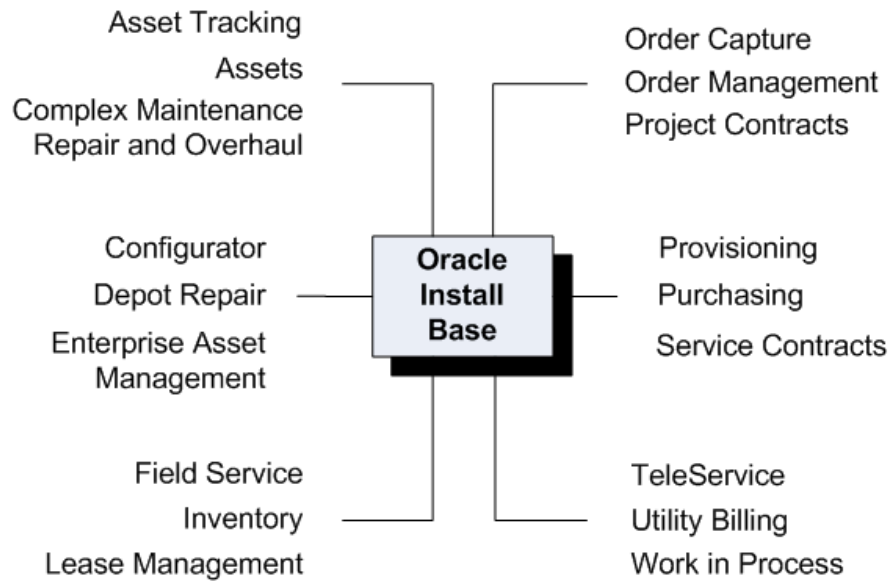 Asset Tracking
Assets
Complex Maintenance
Repair and Overhaul
Order Capture
Order Management
Project Contracts
Configurator
Depot Repair
Enterprise Asset
Management
Oracle
Install
Base
Provisioning
Purchasing
Service Contracts
Field Service
Inventory
Lease Management
TeleService
Utility Billing
Work in Process